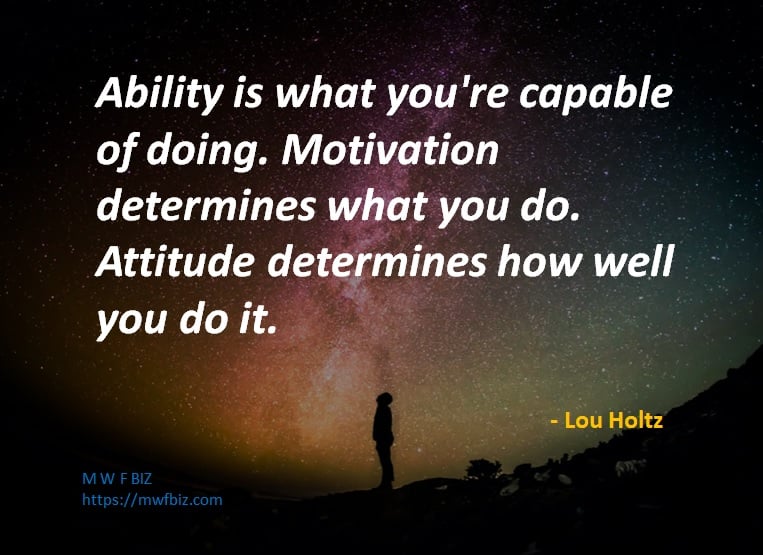 Ability is what you're capable
of doing. Motivation
determines what you do.
Attitude determines how well
you do it.
- Lou Holtz
M W F BIZ
https://mwfbiz.com